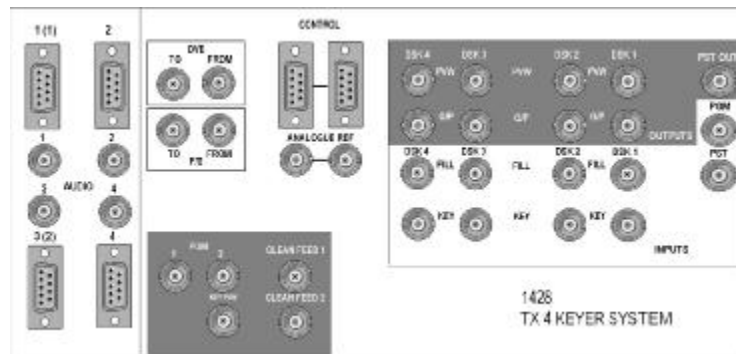 1 (1) 2
1 2
AUDIO
3 4
3 (2) 4
DVE
TO FROM
TO FROM
CONTROL
ANALOGUE REF
PGM
1 2
CLEAN FEED 1
CLEAN FEED 2
DSK 4 DSK 3 DSK 2 DSK 1 PST OUT
PVW PVW PVW
PGM
O/P O/P O/P
OUTPUTS
DSK 4 DSK 3 DSK 2 DSK 1 PST
FILL FILL FILL
KEY KEY KEY
INPUTS
1428
TX 4 KEYER SYSTEM